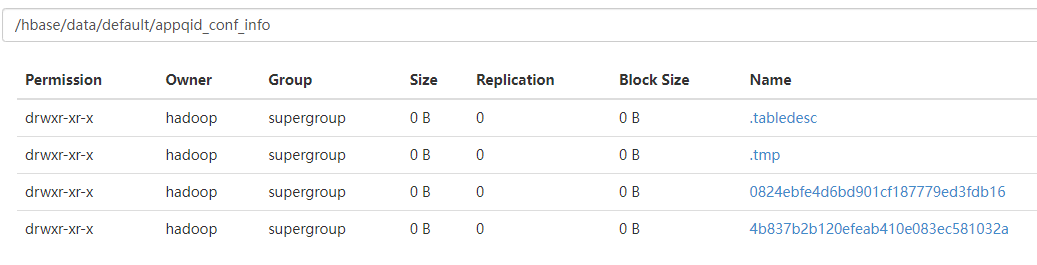 /hbase/data/default/appqid_conf_info
Permission Owner Group Size Replication Block Size Name
drwxr-xr-x hadoop supergroup 0 B 0 0 B .tabledesc
drwxr-xr-x hadoop supergroup 0 B 0 0 B .tmp
drwxr-xr-x hadoop supergroup 0 B 0 0 B 0824ebfe4d6bd901cf187779ed3fdb16
drwxr-xr-x hadoop supergroup 0 B 0 0 B 4b837b2b120efeab410e083ec581032a